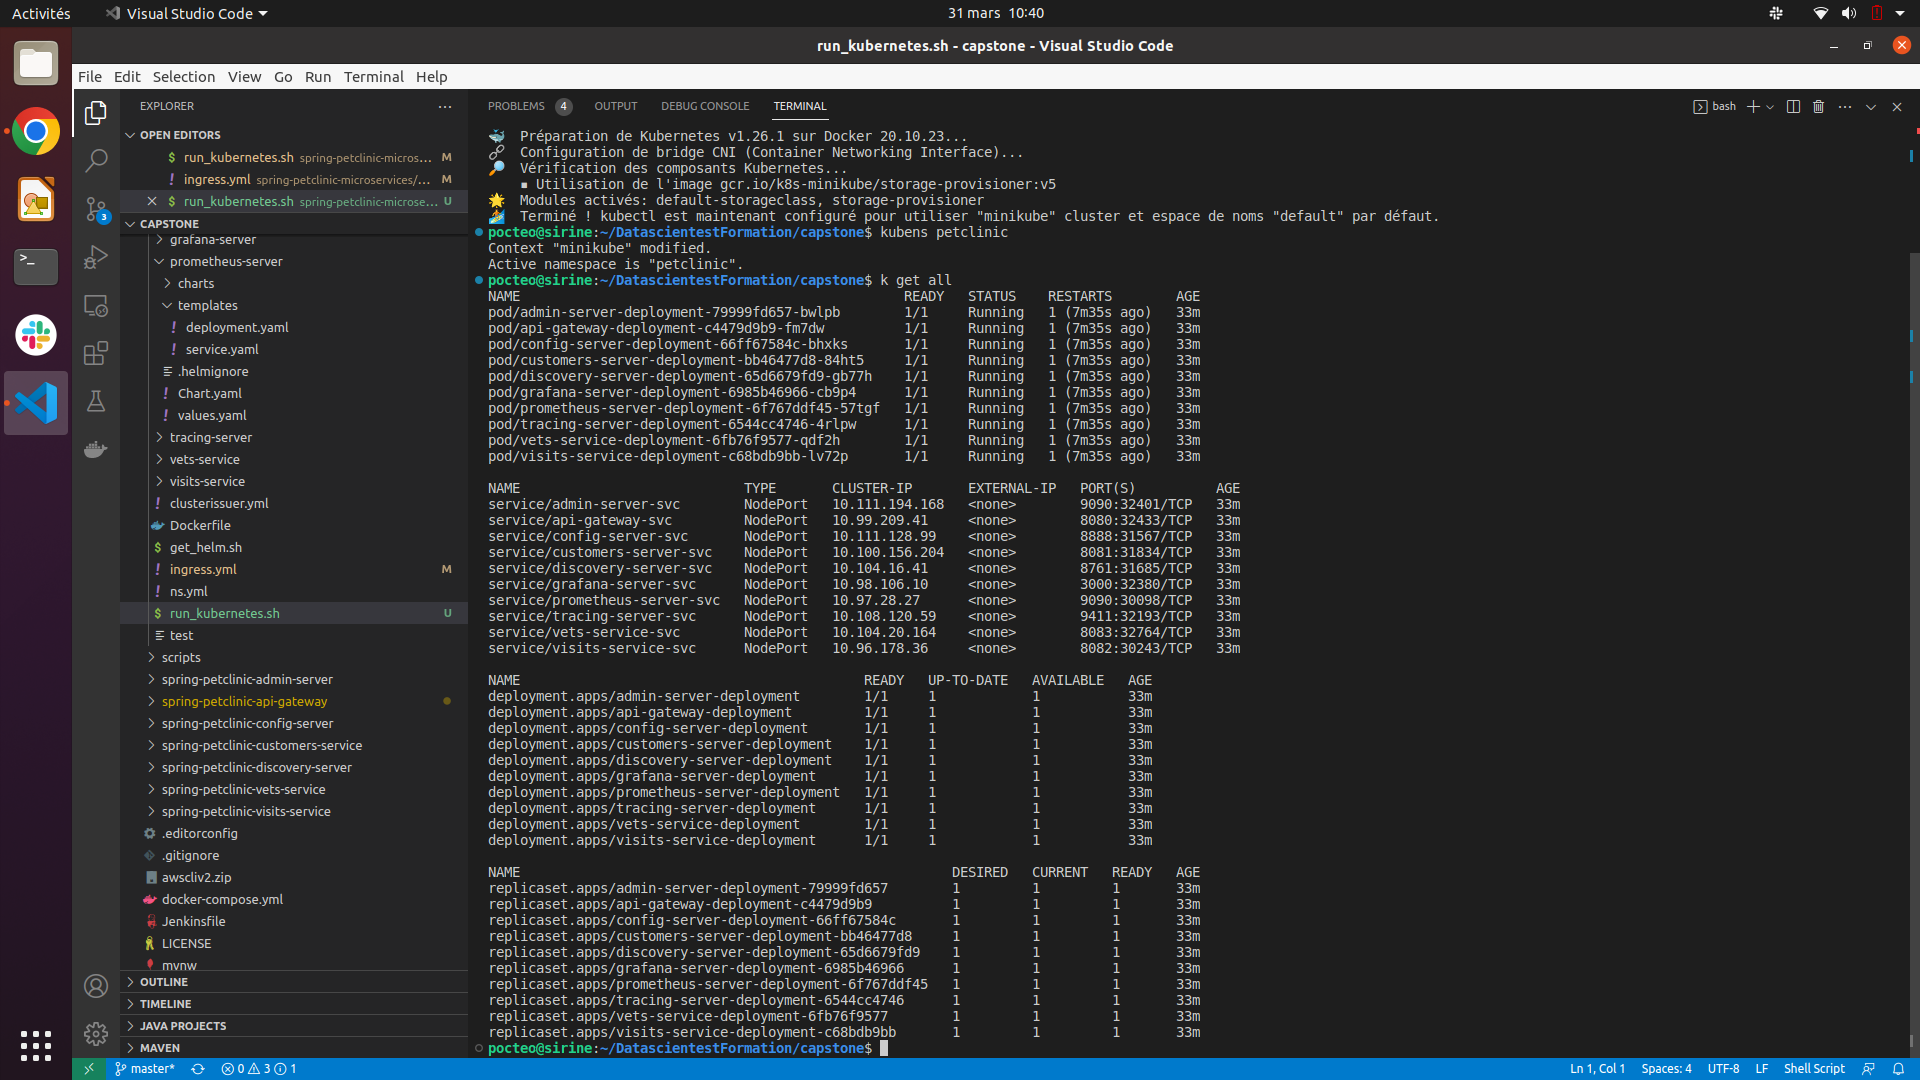 Activités
Visual Studio Code
31 mars 10:40
run_kubernetes.sh - capstone - Visual Studio Code
File Edit Selection View Go Run Terminal Help
EXPLORER
OPEN EDITORS
$ run_kubernetes.sh spring-petclinic-micros... M
! ingress.yml spring-petclinic-microservices/... M
$ run_kubernetes.sh spring-petclinic-microse... U
CAPSTONE
grafana-server
prometheus-server
charts
templates
! deployment.yaml
! service.yaml
.helmignore
! Chart.yaml
! values.yaml
tracing-server
vets-service
visits-service
! clusterissuer.yml
Dockerfile
$ get_helm.sh
! ingress.yml M
! ns.yml
$ run_kubernetes.sh U
test
scripts
spring-petclinic-admin-server
spring-petclinic-api-gateway
spring-petclinic-config-server
spring-petclinic-customers-service
spring-petclinic-discovery-server
spring-petclinic-vets-service
spring-petclinic-visits-service
.editorconfig
.gitignore
awscliv2.zip
docker-compose.yml
Jenkinsfile
LICENSE
mvnw
OUTLINE
TIMELINE
JAVA PROJECTS
MAVEN
3
PROBLEMS 4 OUTPUT DEBUG CONSOLE TERMINAL
bash
Préparation de Kubernetes v1.26.1 sur Docker 20.10.23...
Configuration de bridge CNI (Container Networking Interface)...
Vérification des composants Kubernetes...
▪ Utilisation de l'image gcr.io/k8s-minikube/storage-provisioner:v5
Modules activés: default-storageclass, storage-provisioner
Terminé ! kubectl est maintenant configuré pour utiliser "minikube" cluster et espace de noms "default" par défaut.
pocteo@sirine:~/DatascientestFormation/capstone$ kubens petclinic
Context "minikube" modified.
Active namespace is "petclinic".
pocteo@sirine:~/DatascientestFormation/capstone$ k get all
NAME READY STATUS RESTARTS AGE
pod/admin-server-deployment-79999fd657-bwlpb 1/1 Running 1 (7m35s ago) 33m
pod/api-gateway-deployment-c4479d9b9-fm7dw 1/1 Running 1 (7m35s ago) 33m
pod/config-server-deployment-66ff67584c-bhxks 1/1 Running 1 (7m35s ago) 33m
pod/customers-server-deployment-bb46477d8-84ht5 1/1 Running 1 (7m35s ago) 33m
pod/discovery-server-deployment-65d6679fd9-gb77h 1/1 Running 1 (7m35s ago) 33m
pod/grafana-server-deployment-6985b46966-cb9p4 1/1 Running 1 (7m35s ago) 33m
pod/prometheus-server-deployment-6f767ddf45-57tgf 1/1 Running 1 (7m35s ago) 33m
pod/tracing-server-deployment-6544cc4746-4rlpw 1/1 Running 1 (7m35s ago) 33m
pod/vets-service-deployment-6fb76f9577-qdf2h 1/1 Running 1 (7m35s ago) 33m
pod/visits-service-deployment-c68bdb9bb-lv72p 1/1 Running 1 (7m35s ago) 33m
NAME TYPE CLUSTER-IP EXTERNAL-IP PORT(S) AGE
service/admin-server-svc NodePort 10.111.194.168 <none> 9090:32401/TCP 33m
service/api-gateway-svc NodePort 10.99.209.41 <none> 8080:32433/TCP 33m
service/config-server-svc NodePort 10.111.128.99 <none> 8888:31567/TCP 33m
service/customers-server-svc NodePort 10.100.156.204 <none> 8081:31834/TCP 33m
service/discovery-server-svc NodePort 10.104.16.41 <none> 8761:31685/TCP 33m
service/grafana-server-svc NodePort 10.98.106.10 <none> 3000:32380/TCP 33m
service/prometheus-server-svc NodePort 10.97.28.27 <none> 9090:30098/TCP 33m
service/tracing-server-svc NodePort 10.108.120.59 <none> 9411:32193/TCP 33m
service/vets-service-svc NodePort 10.104.20.164 <none> 8083:32764/TCP 33m
service/visits-service-svc NodePort 10.96.178.36 <none> 8082:30243/TCP 33m
NAME READY UP-TO-DATE AVAILABLE AGE
deployment.apps/admin-server-deployment 1/1 1 1 33m
deployment.apps/api-gateway-deployment 1/1 1 1 33m
deployment.apps/config-server-deployment 1/1 1 1 33m
deployment.apps/customers-server-deployment 1/1 1 1 33m
deployment.apps/discovery-server-deployment 1/1 1 1 33m
deployment.apps/grafana-server-deployment 1/1 1 1 33m
deployment.apps/prometheus-server-deployment 1/1 1 1 33m
deployment.apps/tracing-server-deployment 1/1 1 1 33m
deployment.apps/vets-service-deployment 1/1 1 1 33m
deployment.apps/visits-service-deployment 1/1 1 1 33m
NAME DESIRED CURRENT READY AGE
replicaset.apps/admin-server-deployment-79999fd657 1 1 1 33m
replicaset.apps/api-gateway-deployment-c4479d9b9 1 1 1 33m
replicaset.apps/config-server-deployment-66ff67584c 1 1 1 33m
replicaset.apps/customers-server-deployment-bb46477d8 1 1 1 33m
replicaset.apps/discovery-server-deployment-65d6679fd9 1 1 1 33m
replicaset.apps/grafana-server-deployment-6985b46966 1 1 1 33m
replicaset.apps/prometheus-server-deployment-6f767ddf45 1 1 1 33m
replicaset.apps/tracing-server-deployment-6544cc4746 1 1 1 33m
replicaset.apps/vets-service-deployment-6fb76f9577 1 1 1 33m
replicaset.apps/visits-service-deployment-c68bdb9bb 1 1 1 33m
pocteo@sirine:~/DatascientestFormation/capstone$
master* 0 3 1
Ln 1, Col 1 Spaces: 4 UTF-8 LF Shell Script